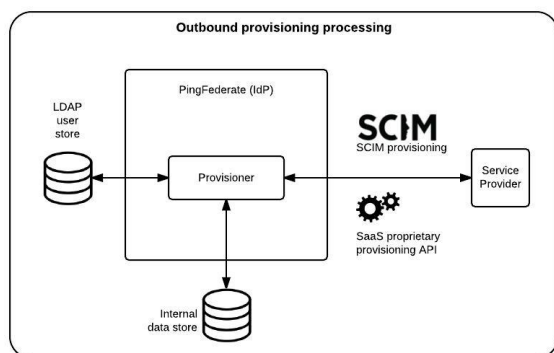 Outbound provisioning processing
PingFederate (IdP)
LDAP
user
store
Provisioner
SCIM
SCIM provisioning
Service
Provider
SaaS proprietary
provisioning API
Internal
data store